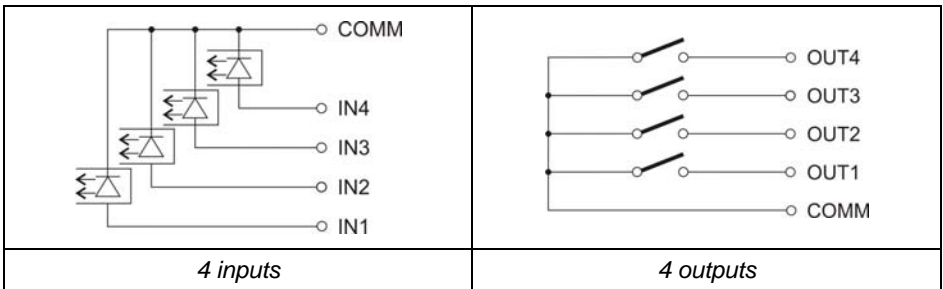 COMM
IN4
IN3
IN2
IN1
4 inputs
OUT4
OUT3
OUT2
OUT1
COMM
4 outputs